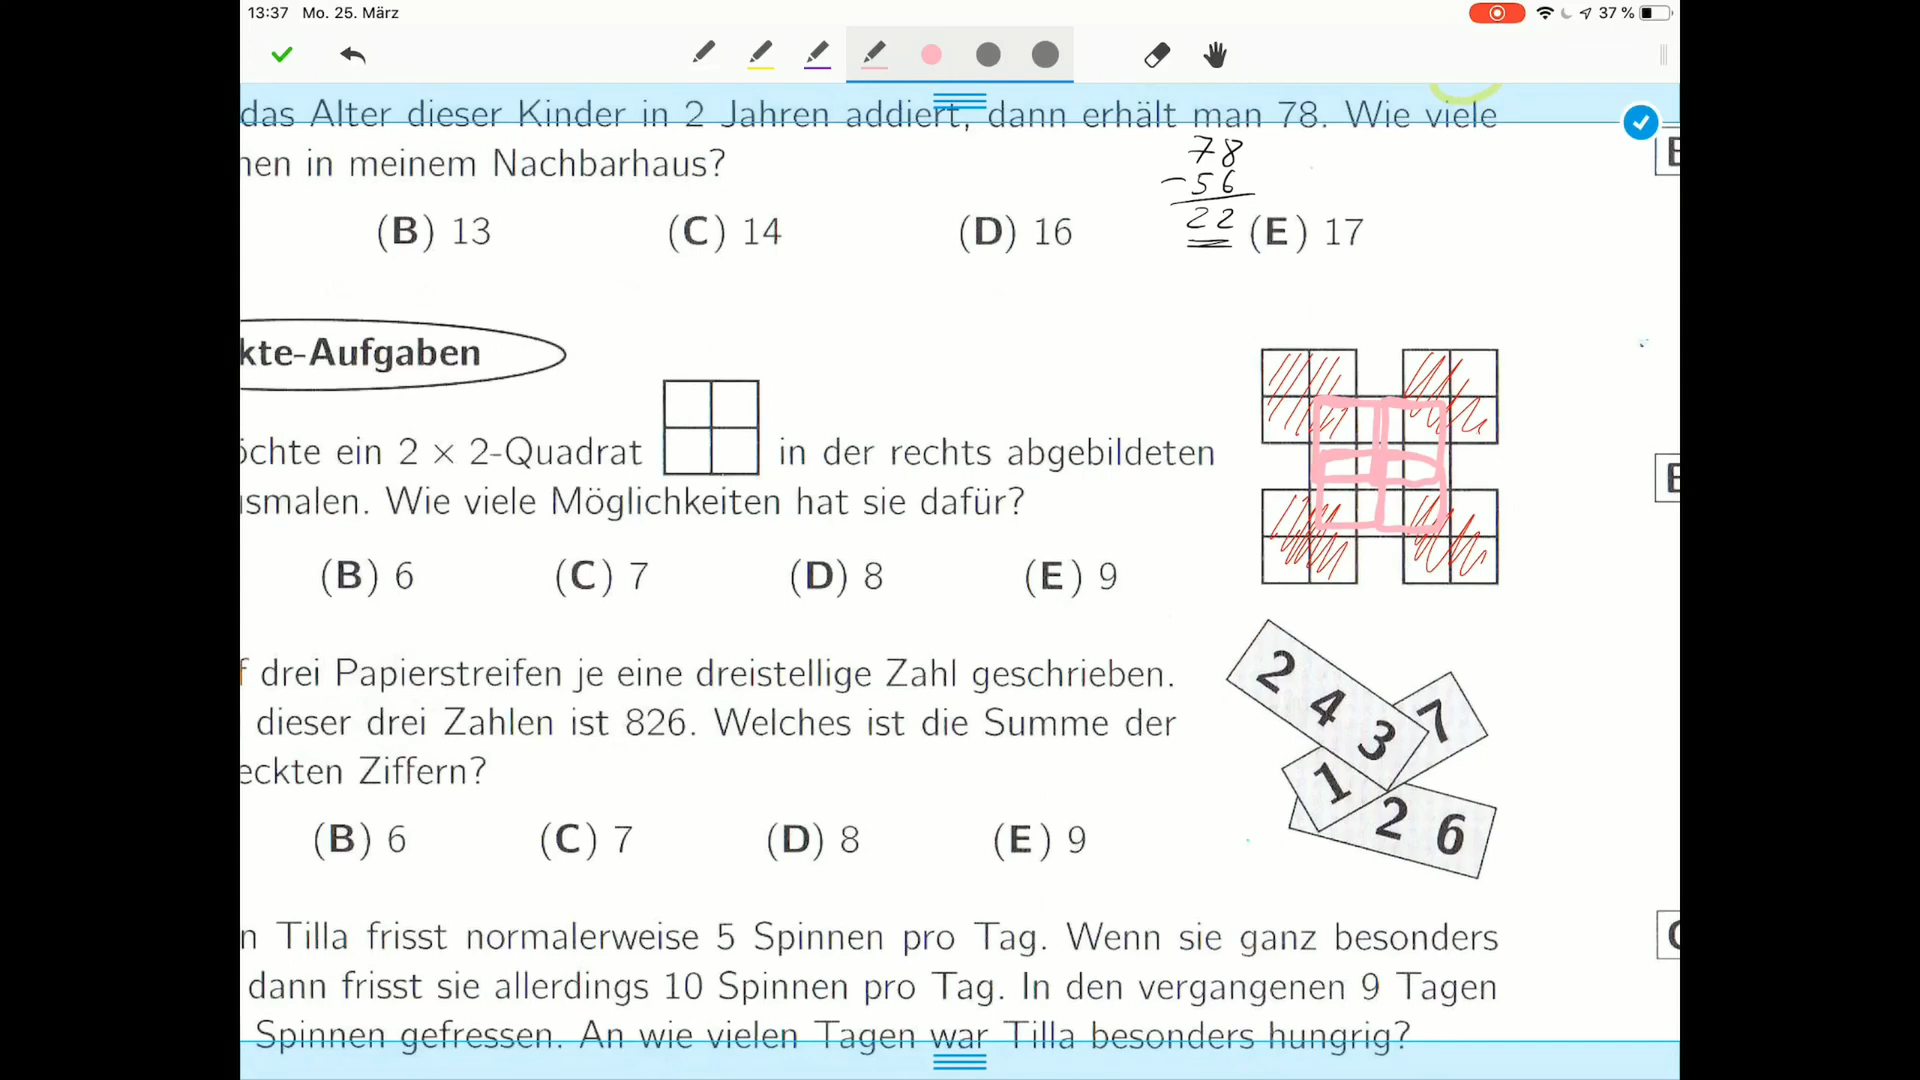 13:37 Mo. 25. März 37 %
das Alter dieser Kinder in 2 Jahren addiert, dann erhält man 78. Wie viele
nen in meinem Nachbarhaus?
78
-56
22
(B) 13 (C) 14 (D) 16 (E) 17
kte-Aufgaben
öchte ein 2 × 2-Quadrat in der rechts abgebildeten
ismalen. Wie viele Möglichkeiten hat sie dafür?
(B) 6 (C) 7 (D) 8 (E) 9
f drei Papierstreifen je eine dreistellige Zahl geschrieben.
dieser drei Zahlen ist 826. Welches ist die Summe der
eckten Ziffern?
2 4 3 7
1 2 6
(B) 6 (C) 7 (D) 8 (E) 9
n Tilla frisst normalerweise 5 Spinnen pro Tag. Wenn sie ganz besonders
dann frisst sie allerdings 10 Spinnen pro Tag. In den vergangenen 9 Tagen
Spinnen gefressen. An wie vielen Tagen war Tilla besonders hungrig?